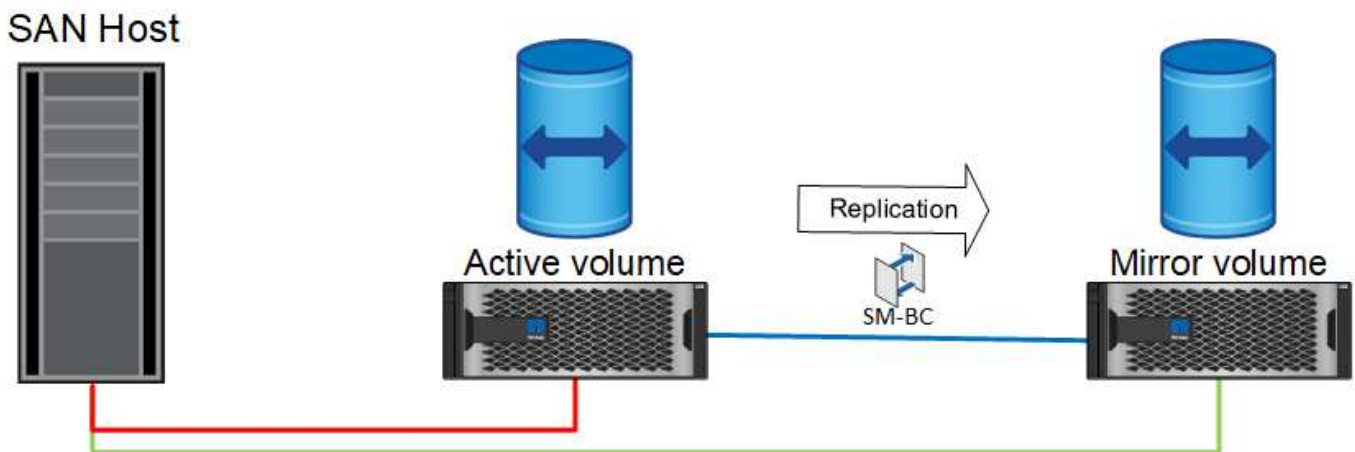 SAN Host
Replication
Active volume
Mirror volume
SM-BC